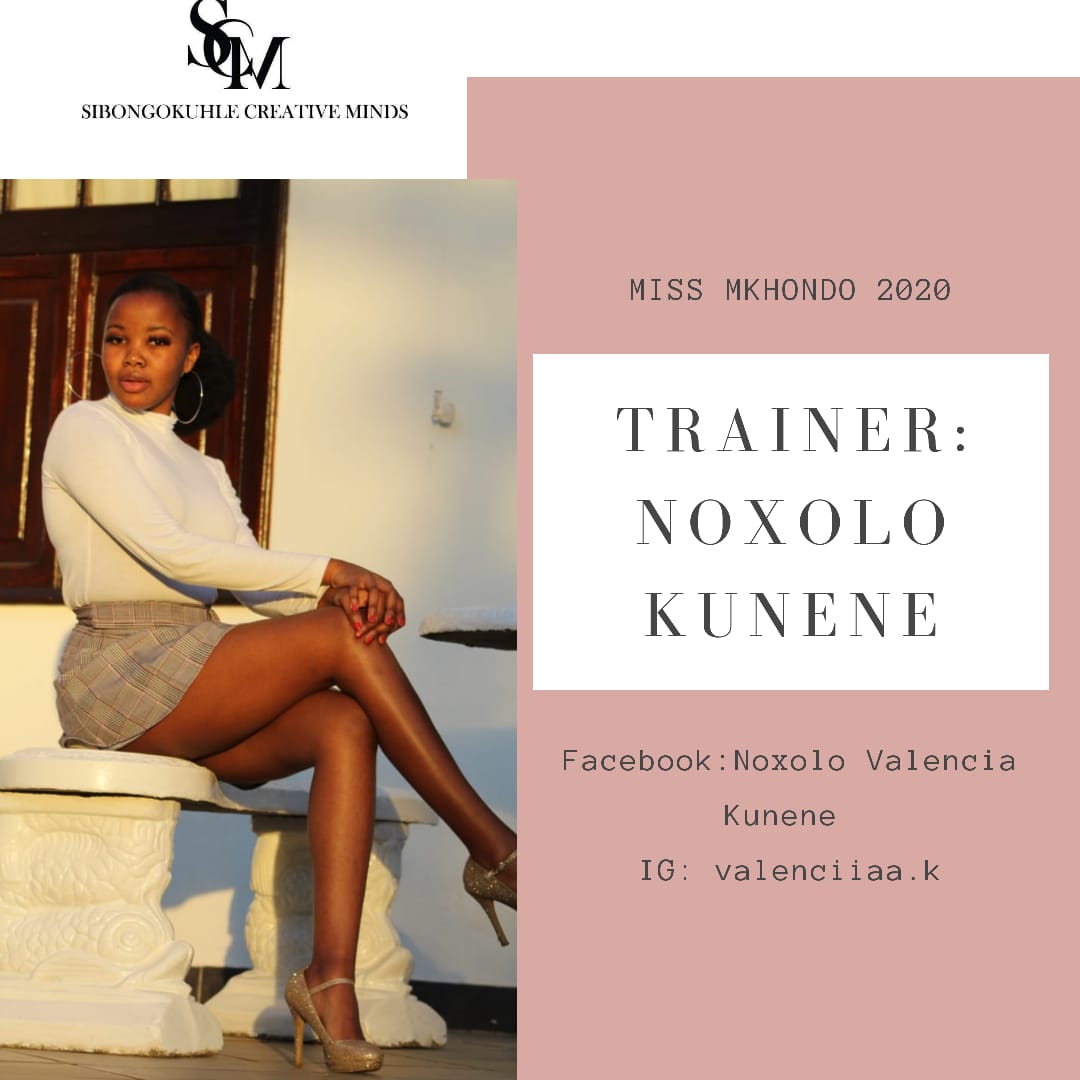 SCM
SIBONGOKUHLE CREATIVE MINDS
MISS MKHONDO 2020
TRAINER:
NOXOLO
KUNENE
Facebook:Noxolo Valencia
Kunene
IG: valenciiaa.k